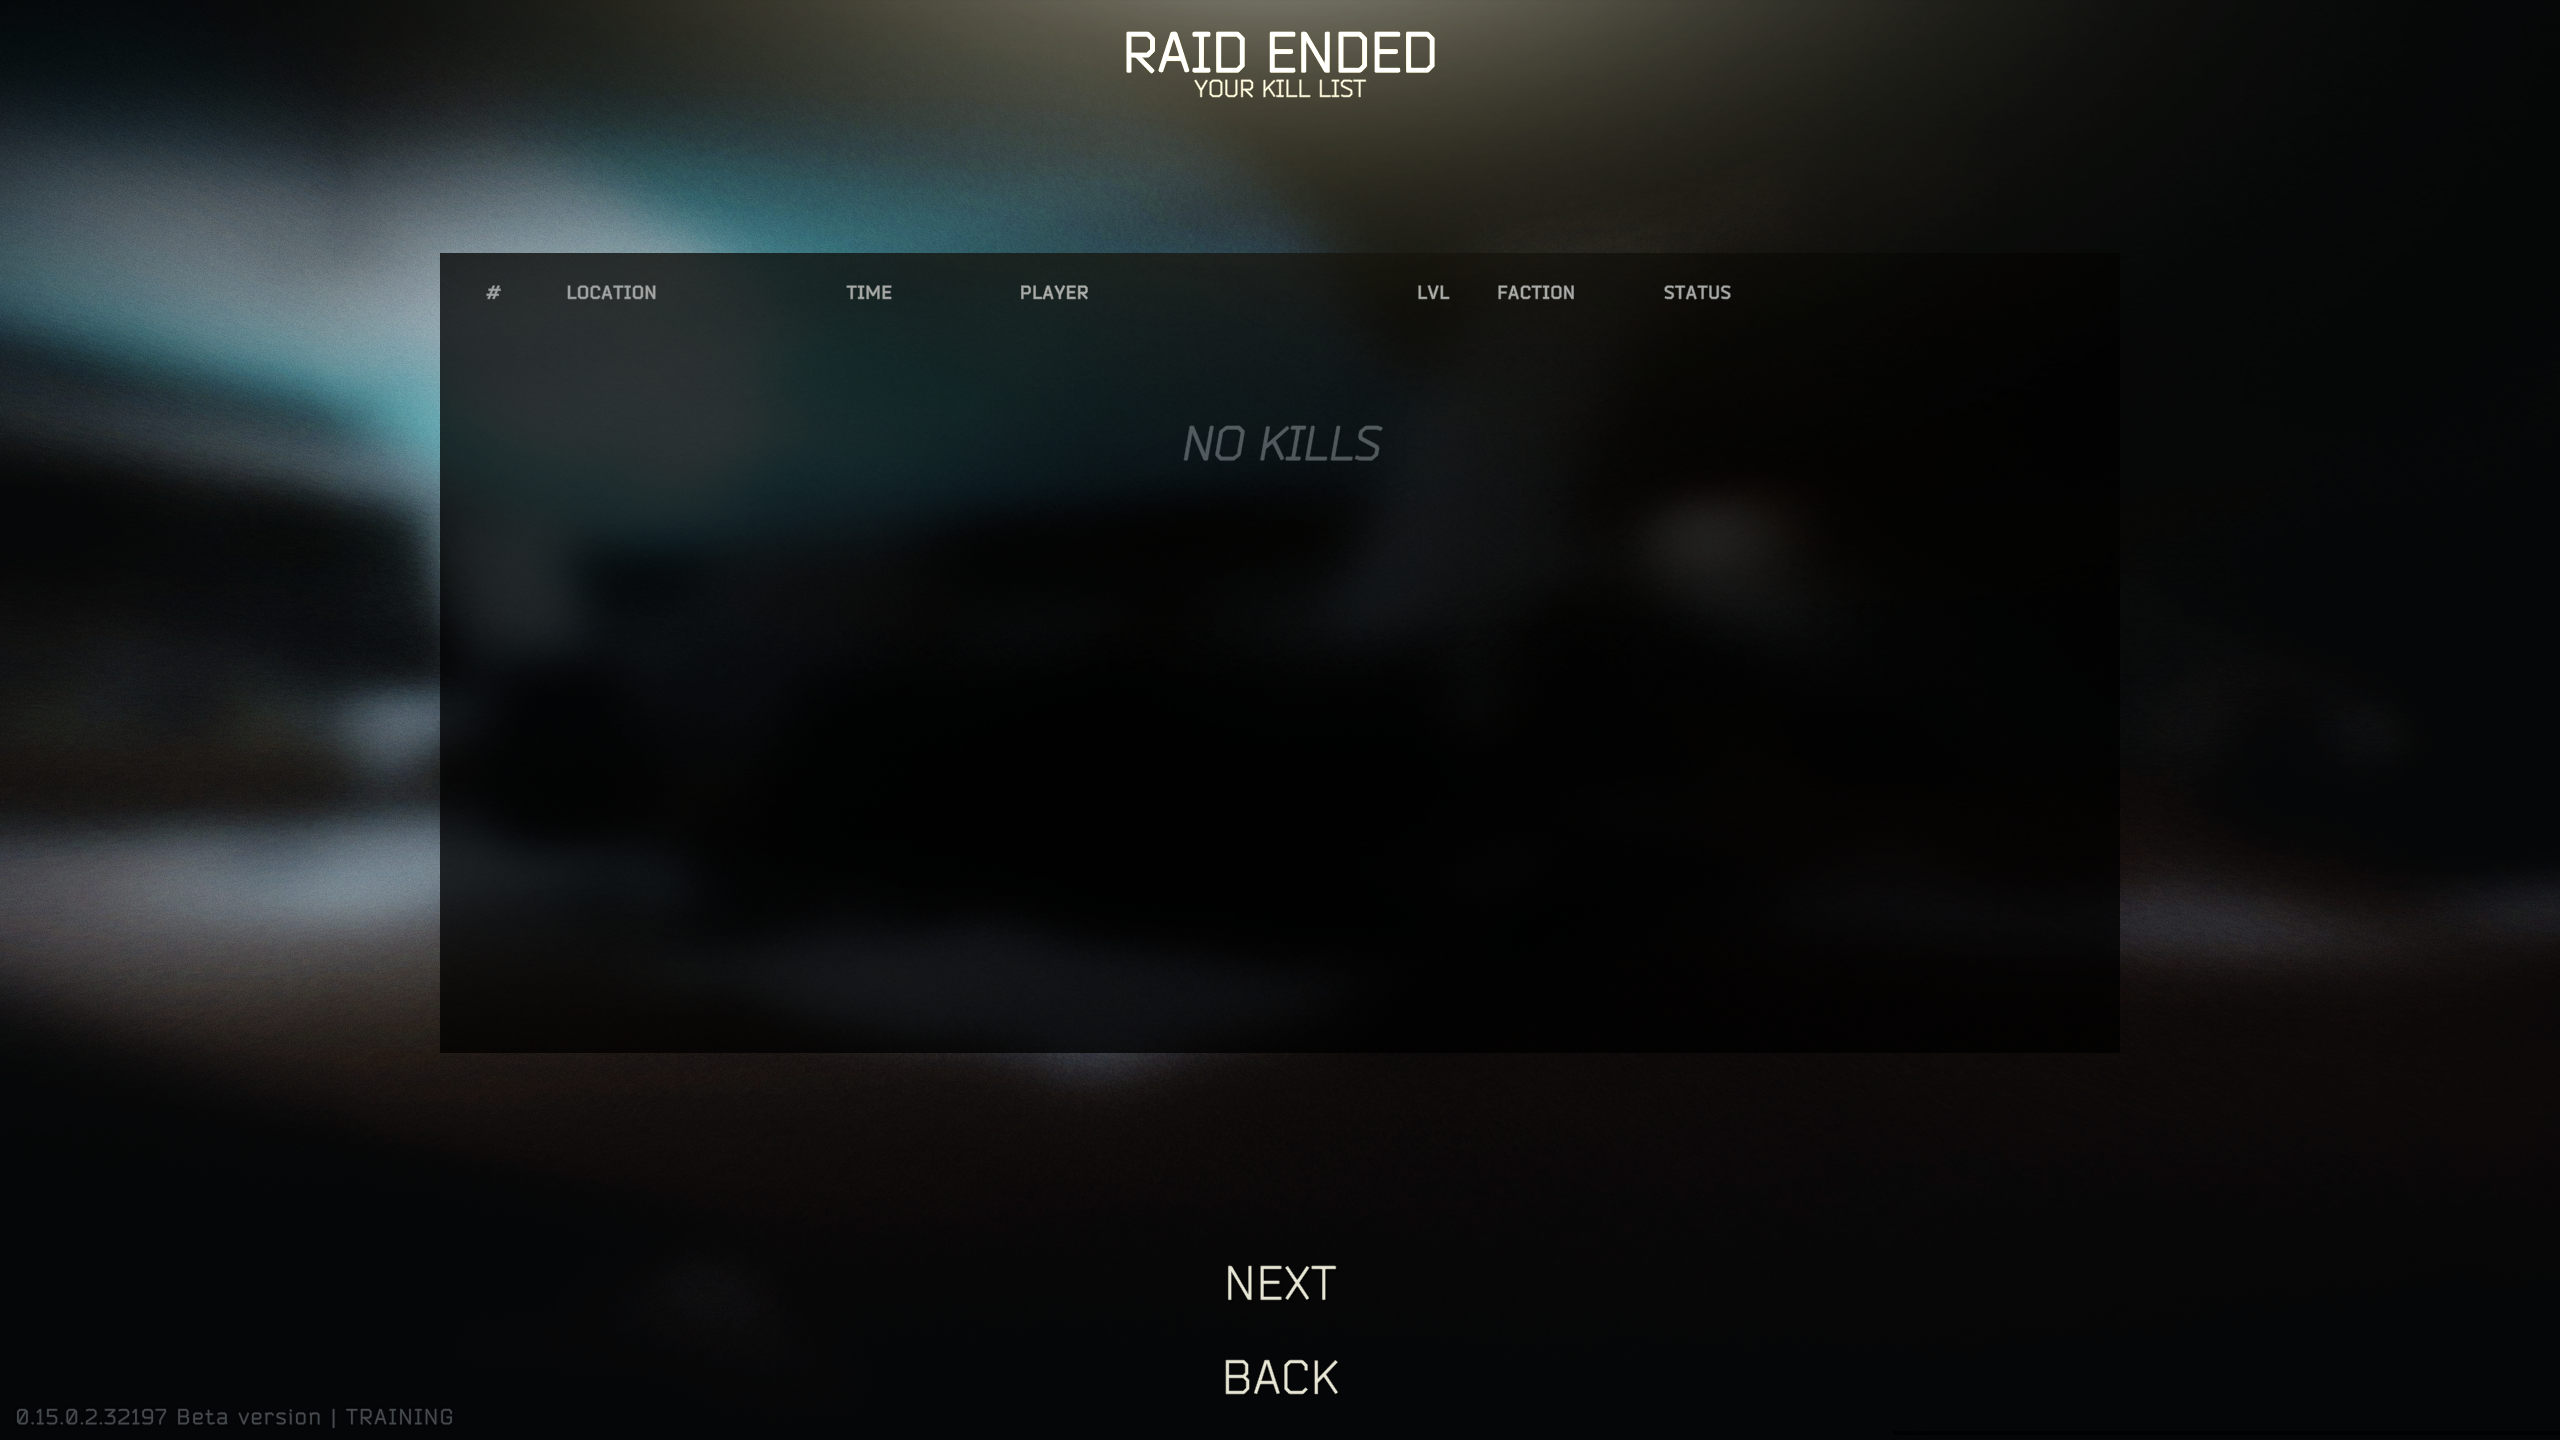 RAID ENDED
YOUR KILL LIST
# LOCATION TIME PLAYER LVL FACTION STATUS
NO KILLS
NEXT
BACK
0.15.0.2.32197 Beta version | TRAINING